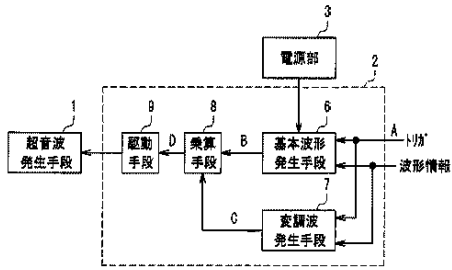 3
電源部
2
1
9
8
6
A
超音波
発生手段
駆動
手段
D
乗算
手段
B
基本波形
発生手段
トリガ
波形情報
7
C
変調波
発生手段